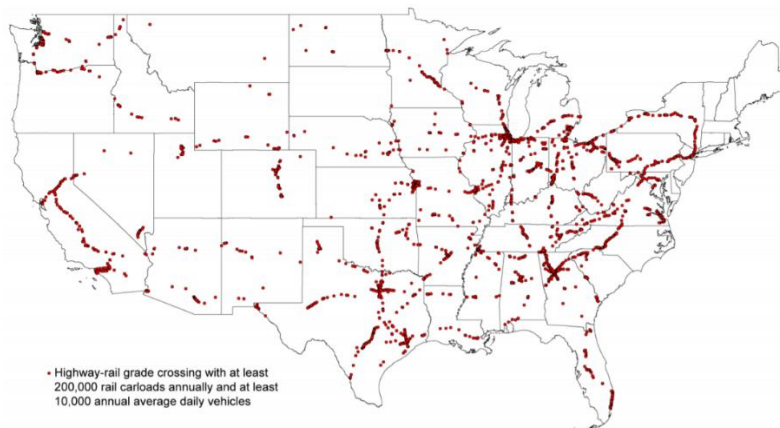 Highway-rail grade crossing with at least
200,000 rail carloads annually and at least
10,000 annual average daily vehicles